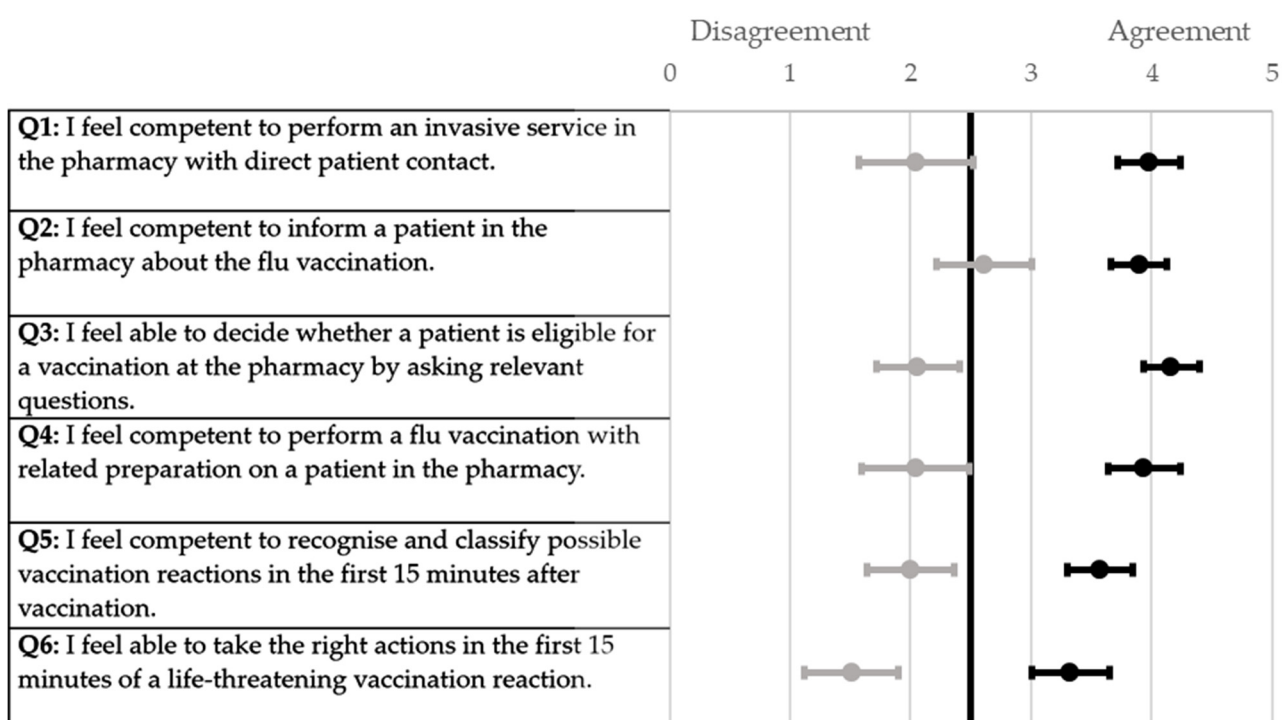 Disagreement Agreement
0 1 2 3 4 5
Q1: I feel competent to perform an invasive service in
the pharmacy with direct patient contact.
Q2: I feel competent to inform a patient in the
pharmacy about the flu vaccination.
Q3: I feel able to decide whether a patient is eligible for
a vaccination at the pharmacy by asking relevant
questions.
Q4: I feel competent to perform a flu vaccination with
related preparation on a patient in the pharmacy.
Q5: I feel competent to recognise and classify possible
vaccination reactions in the first 15 minutes after
vaccination.
Q6: I feel able to take the right actions in the first 15
minutes of a life-threatening vaccination reaction.